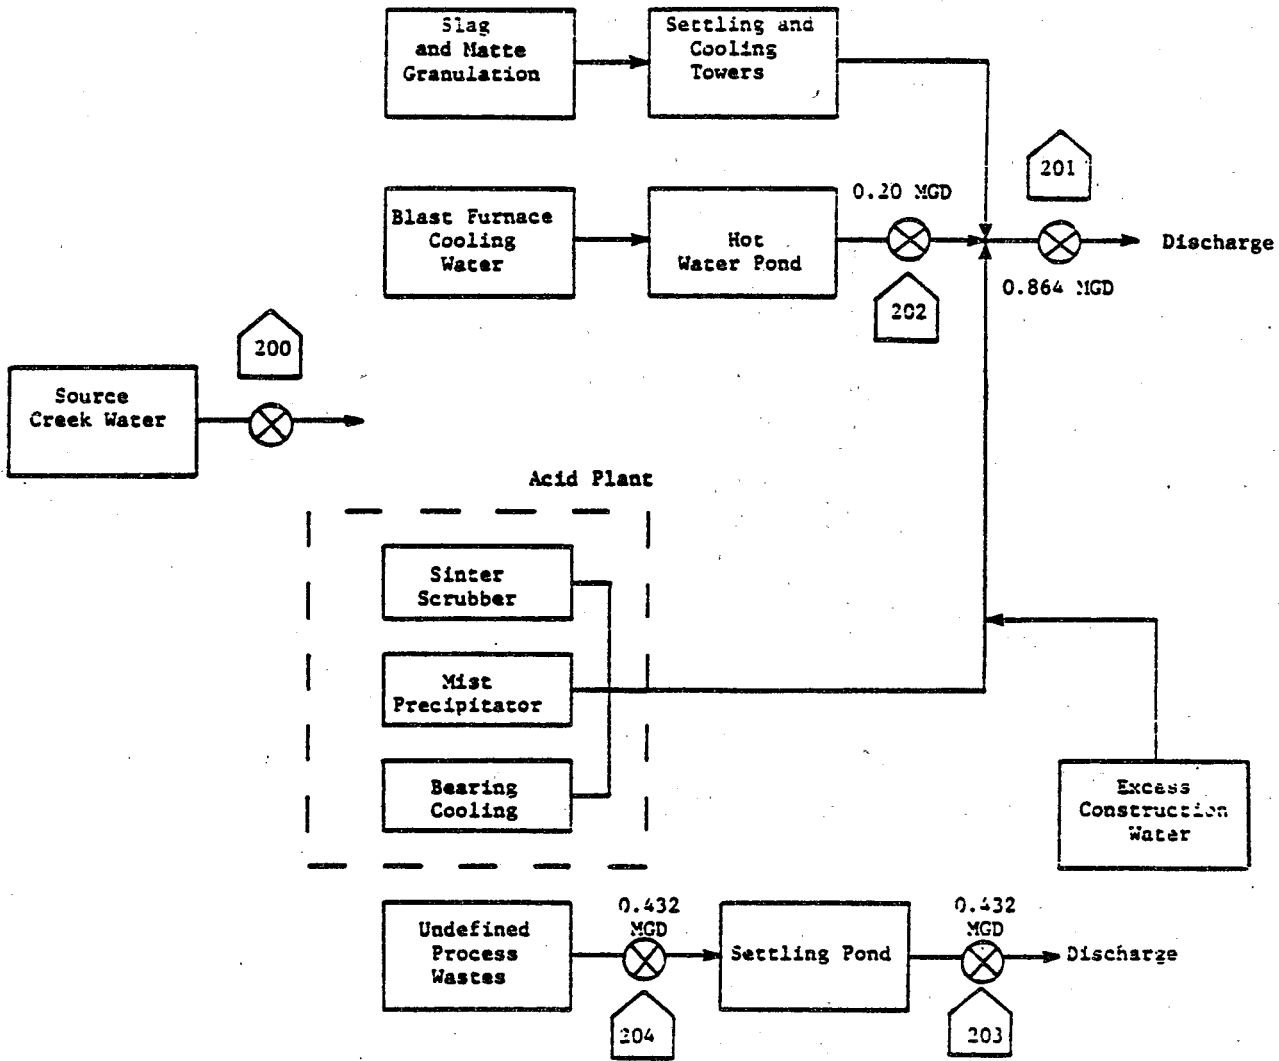 Slag
and Matte
Granulation
Settling and
Cooling
Towers
201
0.20 MGD
Blast Furnace
Cooling
Water
Hot
Water Pond
Discharge
0.864 MGD
202
200
Source
Creek Water
Acid Plant
Sinter
Scrubber
Mist
Precipitator
Bearing
Cooling
Excess
Construction
Water
Undefined
Process
Wastes
0.432
MGD
Settling Pond
0.432
MGD
Discharge
204
203